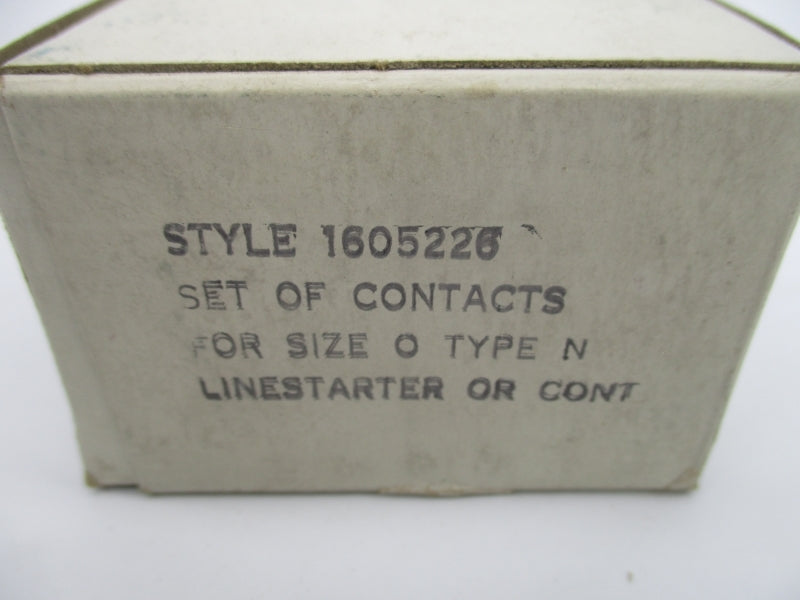 STYLE 1605226
SET OF CONTACTS
FOR SIZE O TYPE N
LINESTARTER OR CONT